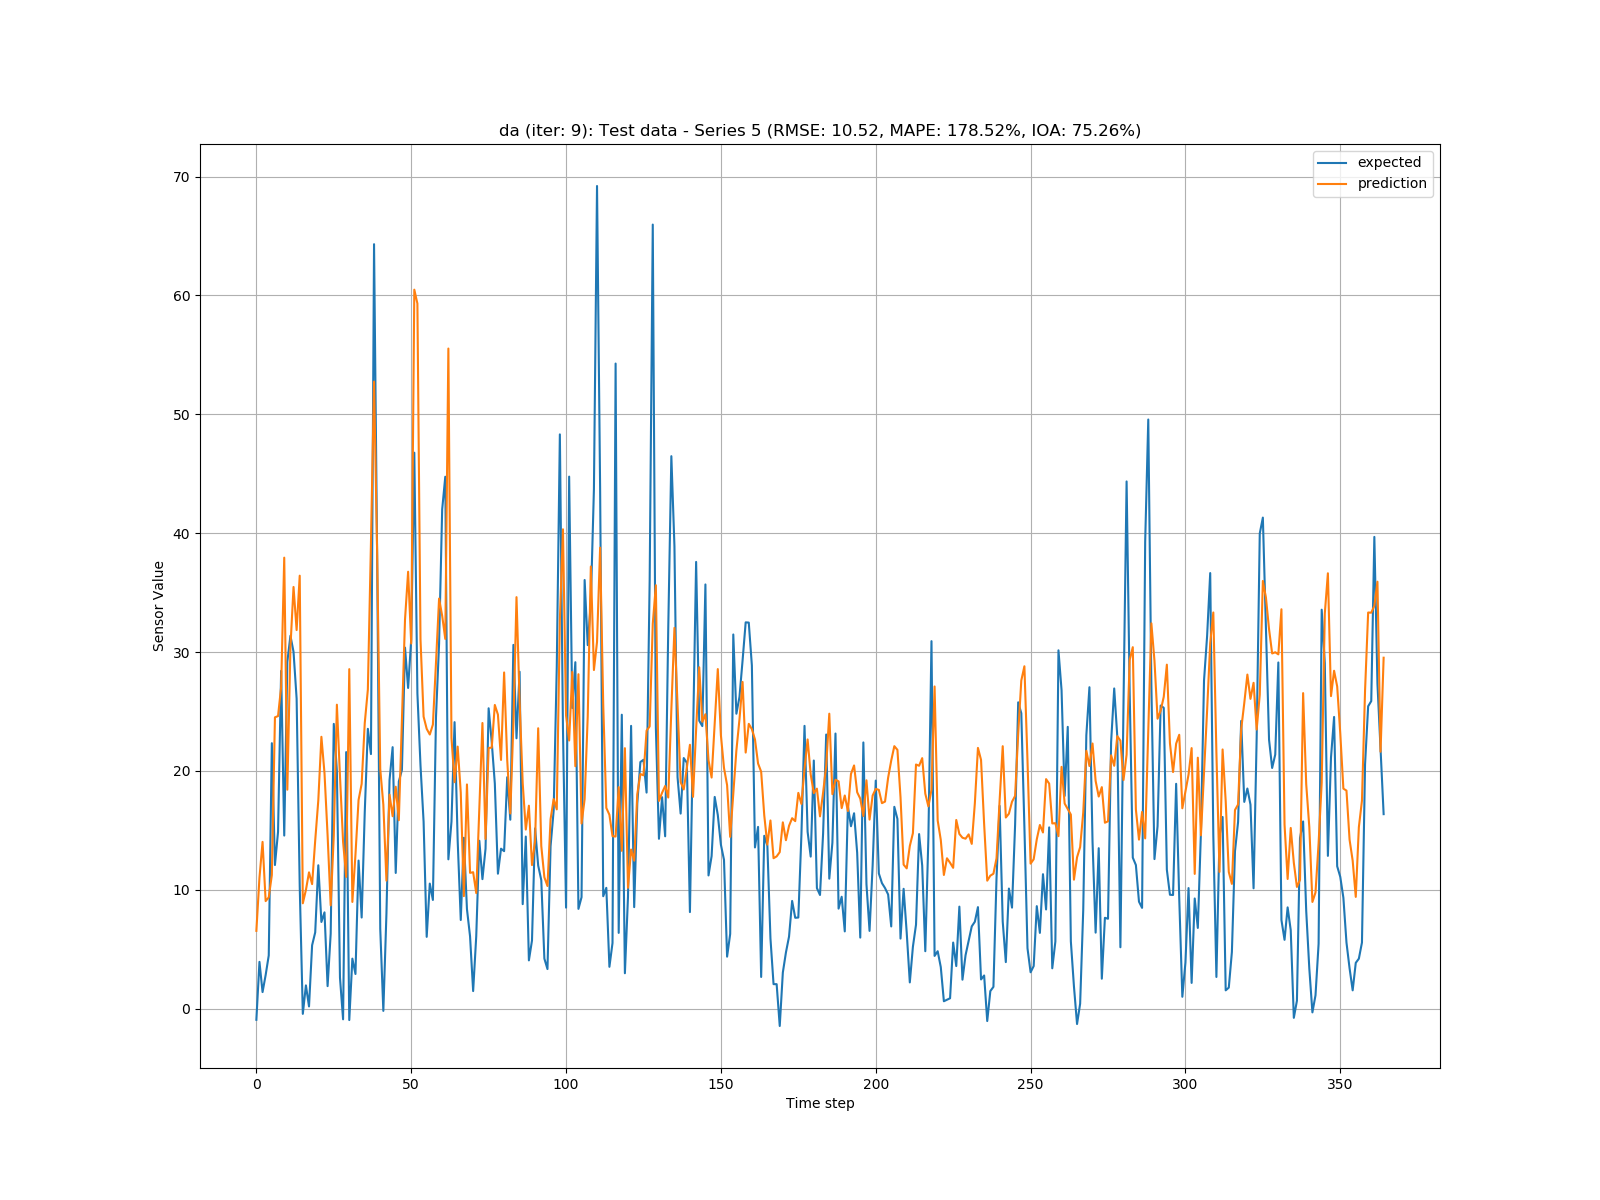 da (iter: 9): Test data - Series 5 (RMSE: 10.52, MAPE: 178.52%, IOA: 75.26%)
expected
prediction
70
60
50
40
30
20
10
0
Sensor Value
0 50 100 150 200 250 300 350
Time step